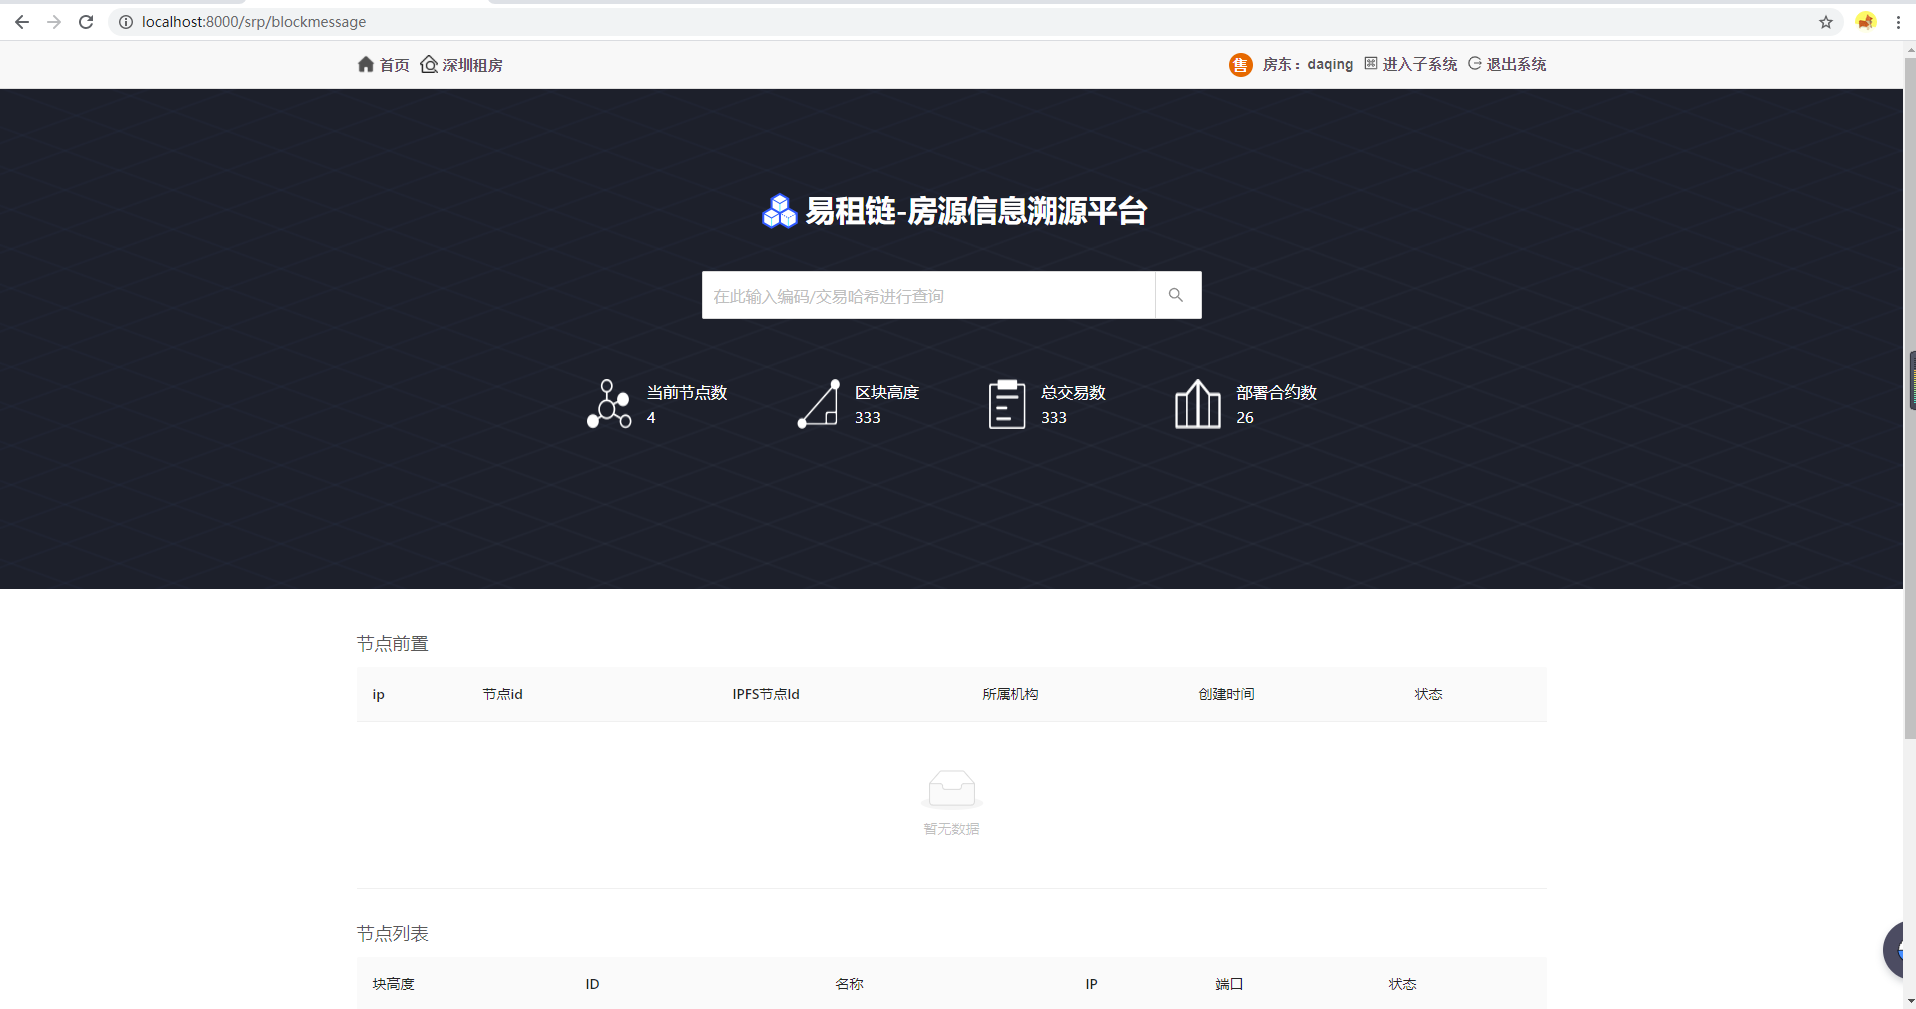 localhost:8000/srp/blockmessage
首页 深圳租房
售 房东：daqing 进入子系统 退出系统
易租链-房源信息溯源平台
在此输入编码/交易哈希进行查询
当前节点数 区块高度 总交易数 部署合约数
4 333 333 26
节点前置
ip 节点id IPFS节点Id 所属机构 创建时间 状态
暂无数据
节点列表
块高度 ID 名称 IP 端口 状态